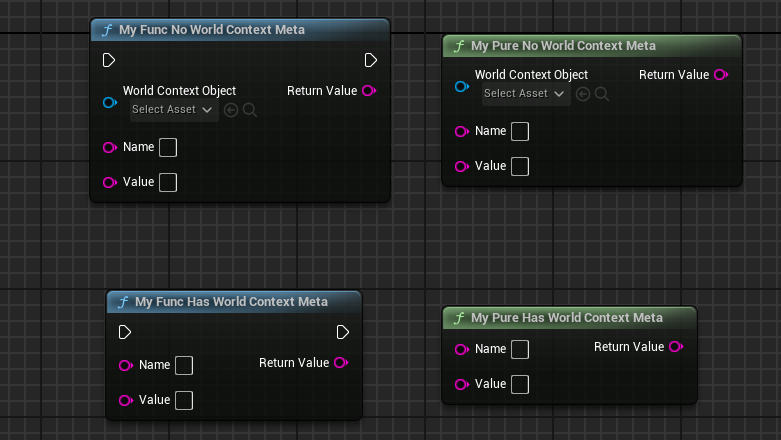 My Func No World Context Meta
World Context Object
Return Value
Select Asset
Name
Value
My Pure No World Context Meta
World Context Object
Return Value
Select Asset
Name
Value
My Func Has World Context Meta
Name
Return Value
Value
My Pure Has World Context Meta
Name
Return Value
Value